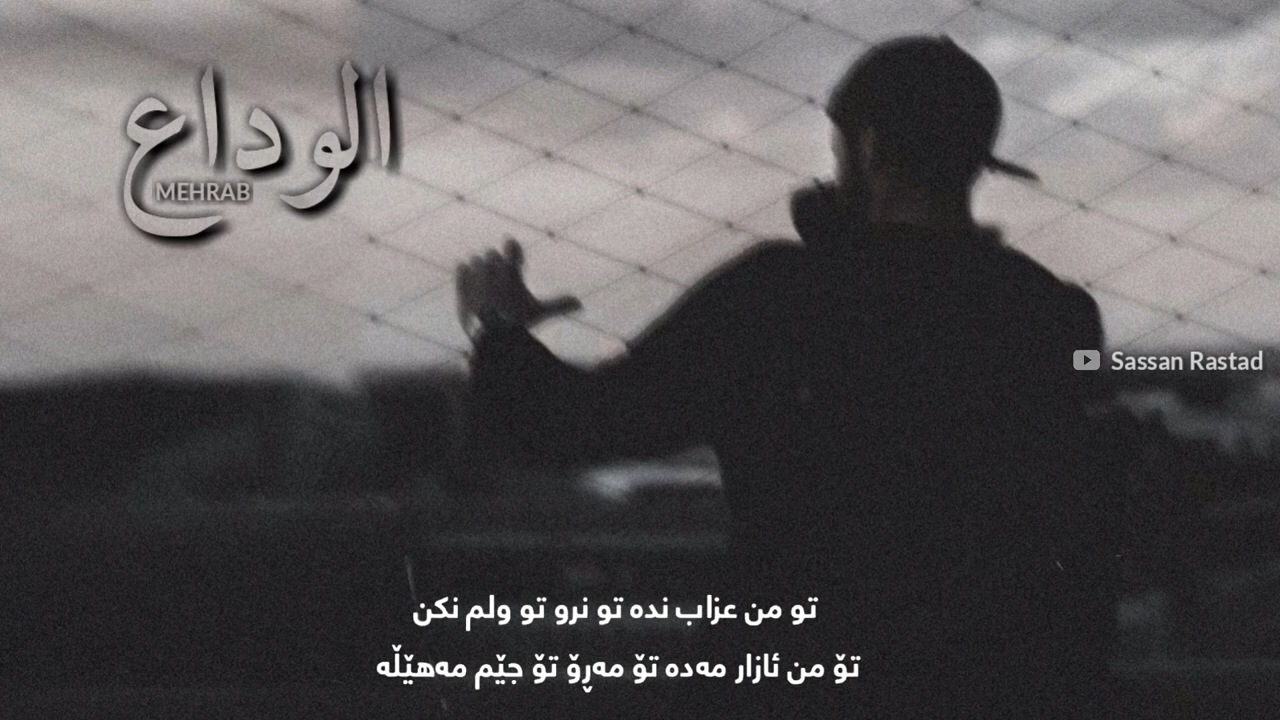 الوداع
MEHRAB
Sassan Rastad
تو من عزاب نده تو نرو تو ولم نکن
تۆ من ئازار مەدە تۆ مەڕۆ تۆ جێم مەهێڵە